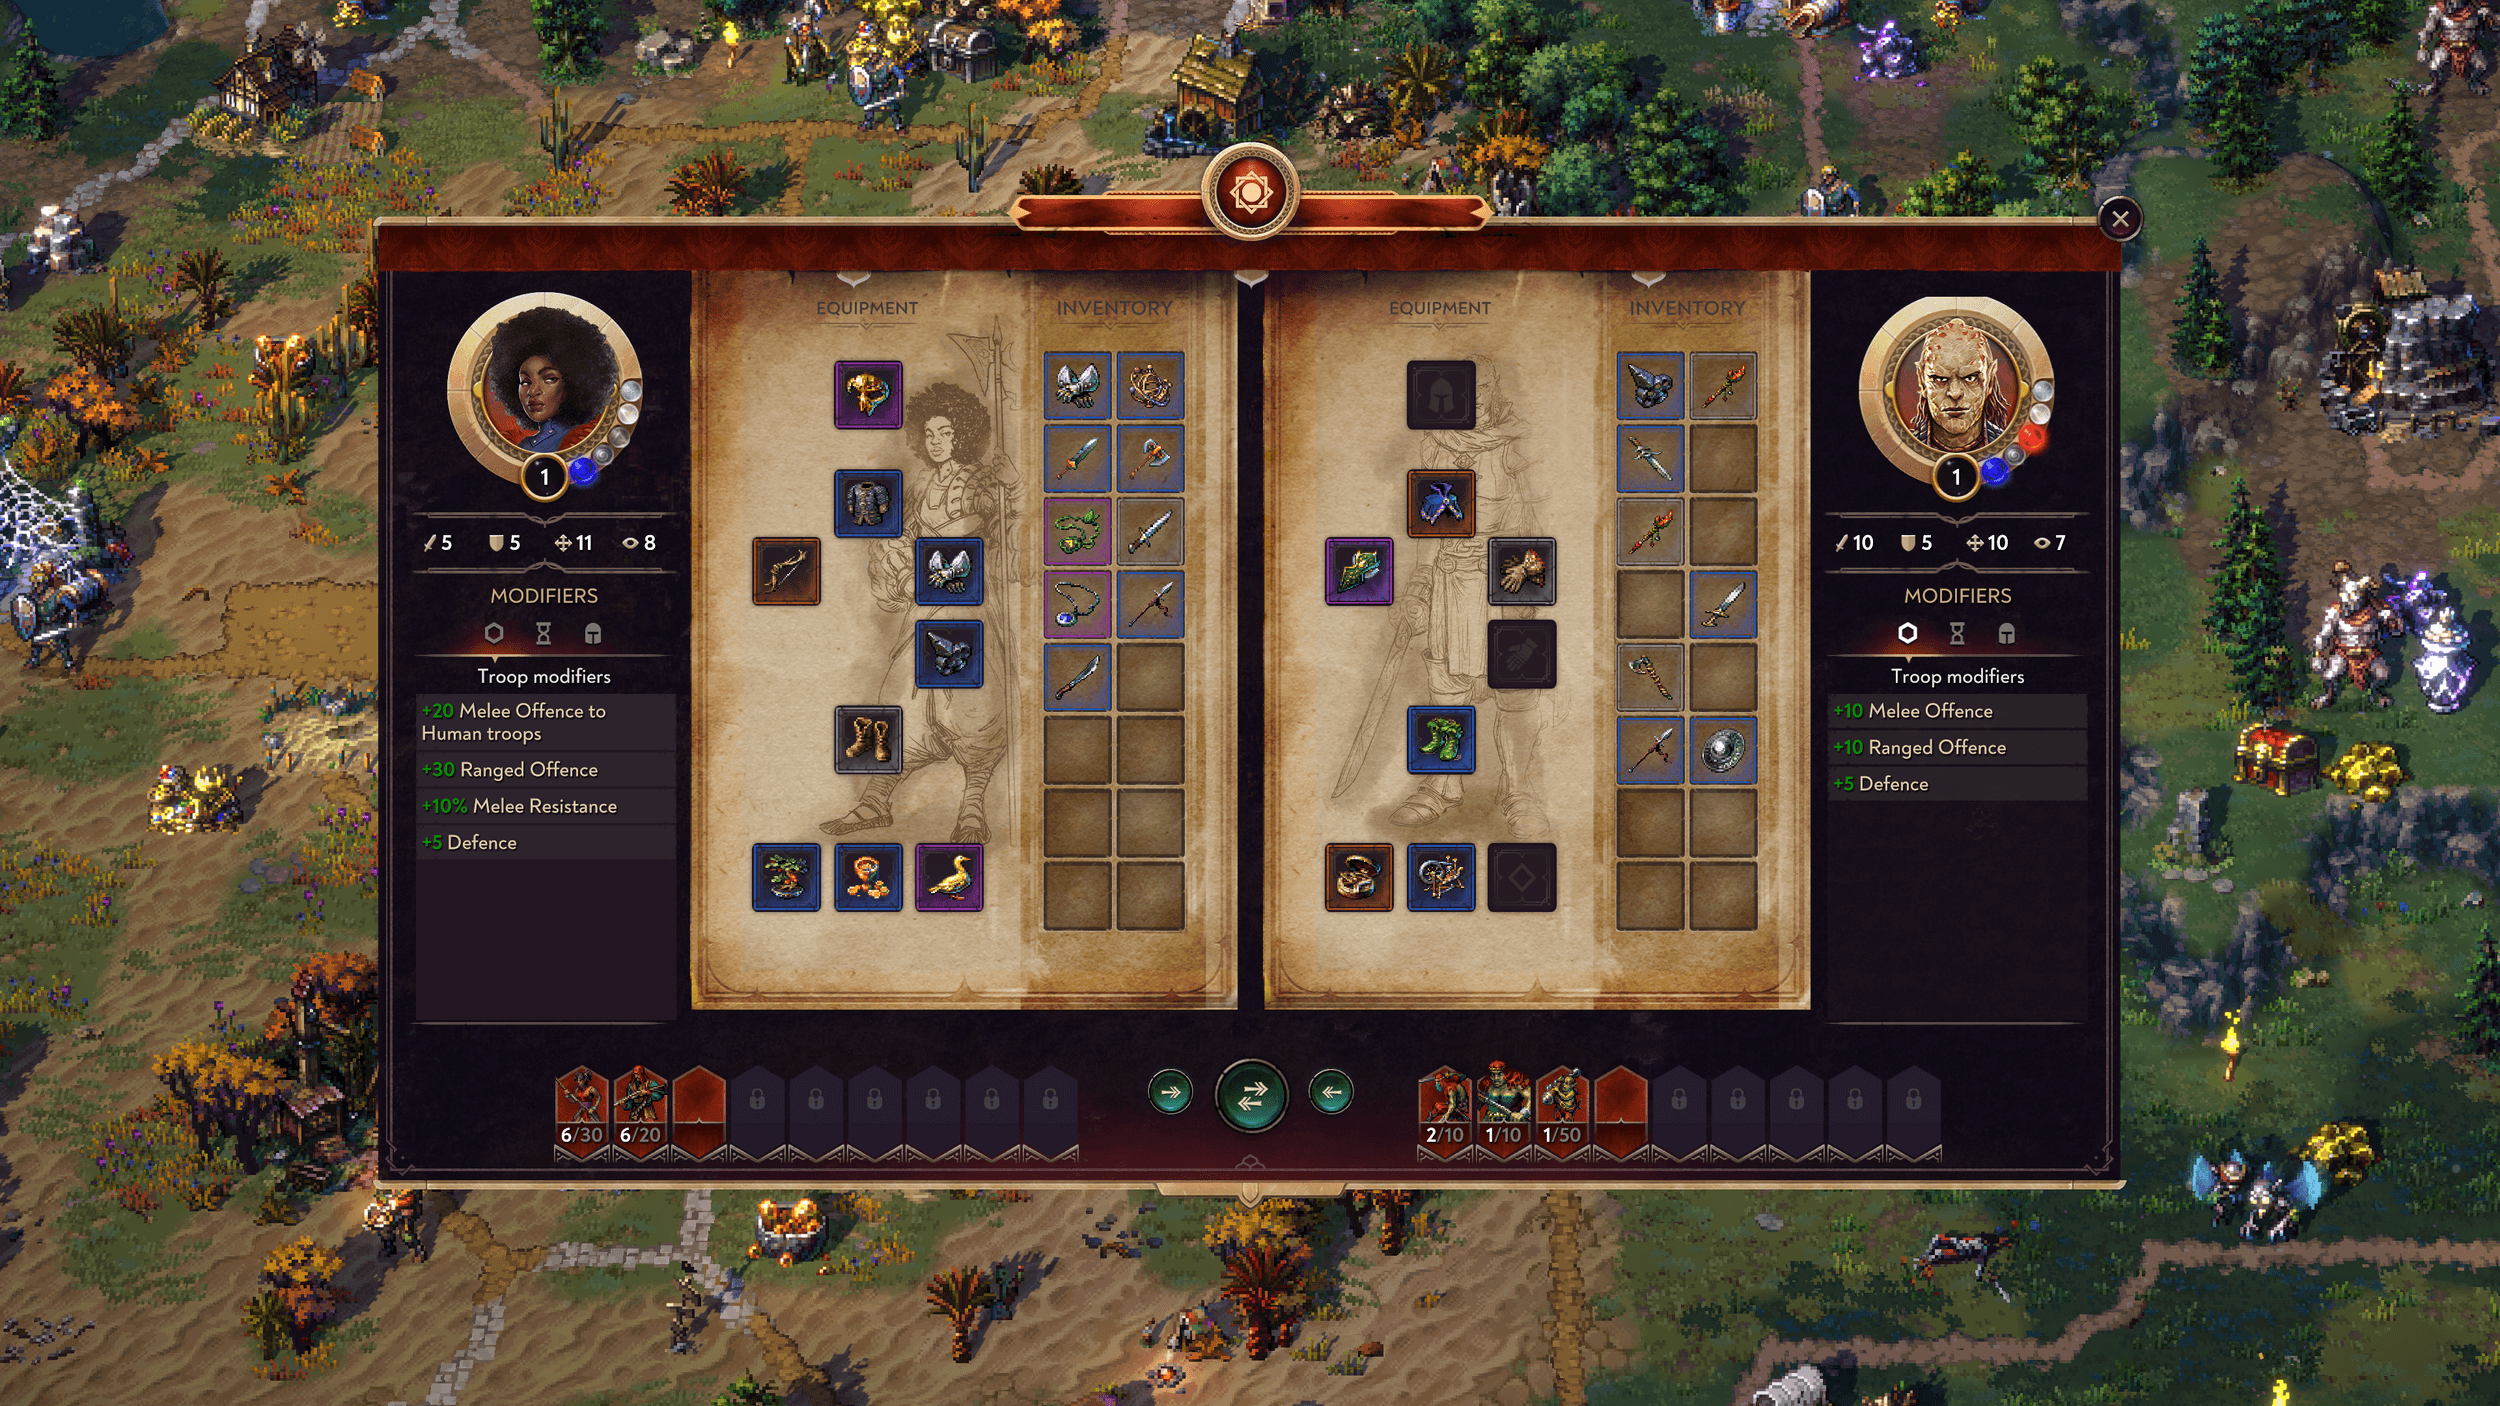 EQUIPMENT
INVENTORY
EQUIPMENT
INVENTORY
1
5 5 11 8
MODIFIERS
Troop modifiers
+20 Melee Offence to
Human troops
+30 Ranged Offence
+10% Melee Resistance
+5 Defence
1
10 5 10 7
MODIFIERS
Troop modifiers
+10 Melee Offence
+10 Ranged Offence
+5 Defence
6/30 6/20
2/10 1/10 1/50